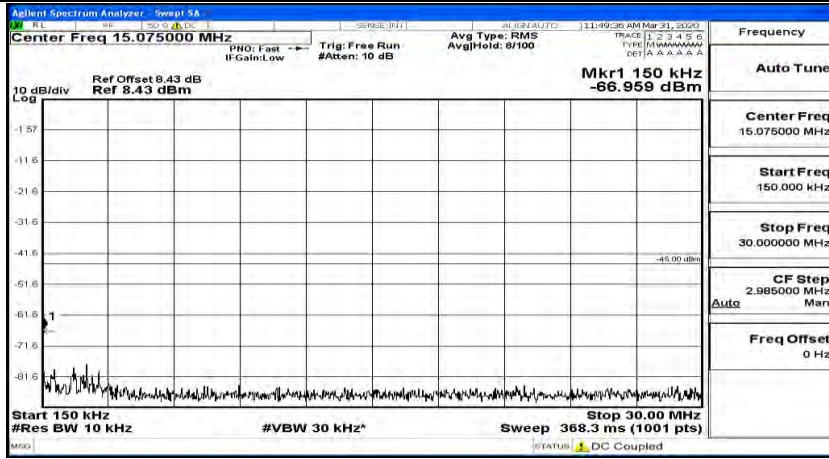 Agilent Spectrum Analyzer - Swept SA
RL RF 50 Ω DC SENSE:INT ALIGN AUTO 11:49:36 AM Mar 31, 2020
Center Freq 15.075000 MHz
PNO: Fast
IFGain:Low
Trig: Free Run
#Atten: 10 dB
Avg Type: RMS
Avg|Hold: 8/100
TRACE 1 2 3 4 5 6
TYPE MWWWWW
DET A A A A A A
Ref Offset 8.43 dB
Ref 8.43 dBm
10 dB/div
Log
Mkr1 150 kHz
-66.959 dBm
-1.57
-11.6
-21.6
-31.6
-41.6
-45.00 dBm
-51.6
-61.6
1
-71.6
-81.6
Start 150 kHz
Stop 30.00 MHz
#Res BW 10 kHz
#VBW 30 kHz*
Sweep 368.3 ms (1001 pts)
MSG
STATUS
DC Coupled
Frequency
Auto Tune
Center Freq
15.075000 MHz
Start Freq
150.000 kHz
Stop Freq
30.000000 MHz
CF Step
2.985000 MHz
Auto Man
Freq Offset
0 Hz